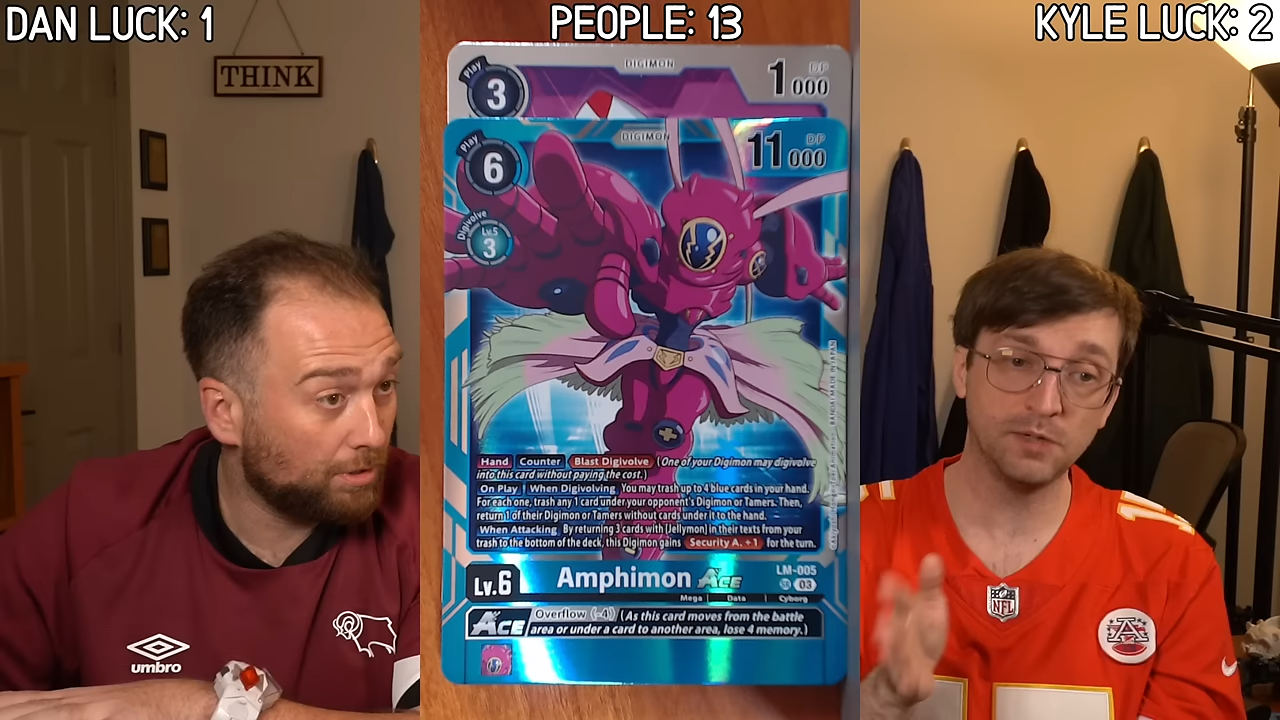 DAN LUCK: 1
PEOPLE: 13
KYLE LUCK: 2
THINK
Play
3
DIGIMON
1000
DP
Play
6
DIGIMON
11000
DP
Digivolve
Lv.5
3
Hand Counter Blast Digivolve (One of your Digimon may digivolve
into this card without paying the cost.)
On Play When Digivolving You may trash up to 4 blue cards in your hand.
For each one, trash any 1 card under your opponent's Digimon or Tamers. Then,
return 1 of their Digimon or Tamers without cards under it to the hand.
When Attacking By returning 3 cards with [Jellymon] in their texts from your
trash to the bottom of the deck, this Digimon gains Security A. +1 for the turn.
Lv.6
Amphimon ACE
LM-005
03
Mega Data Cyborg
ACE Overflow (-4) (As this card moves from the battle
area or under a card to another area, lose 4 memory.)
umbro
NFL